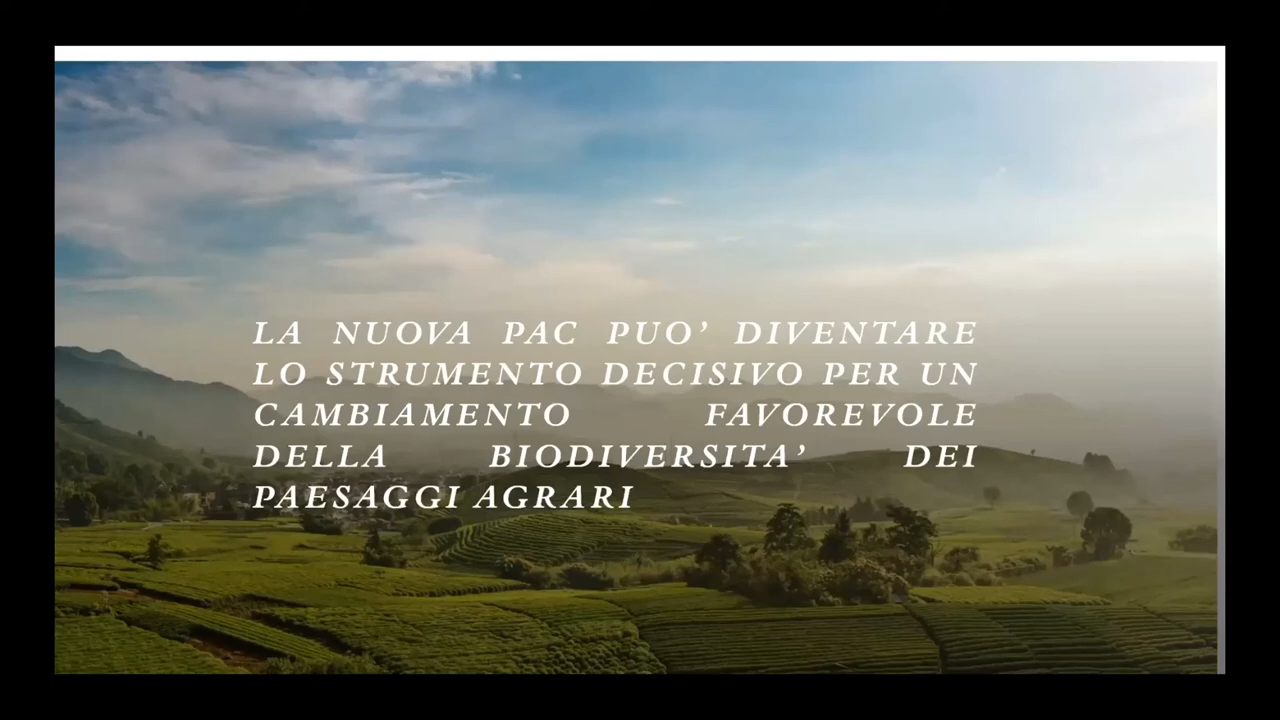 LA NUOVA PAC PUO’ DIVENTARE
LO STRUMENTO DECISIVO PER UN
CAMBIAMENTO FAVOREVOLE
DELLA BIODIVERSITA’ DEI
PAESAGGI AGRARI